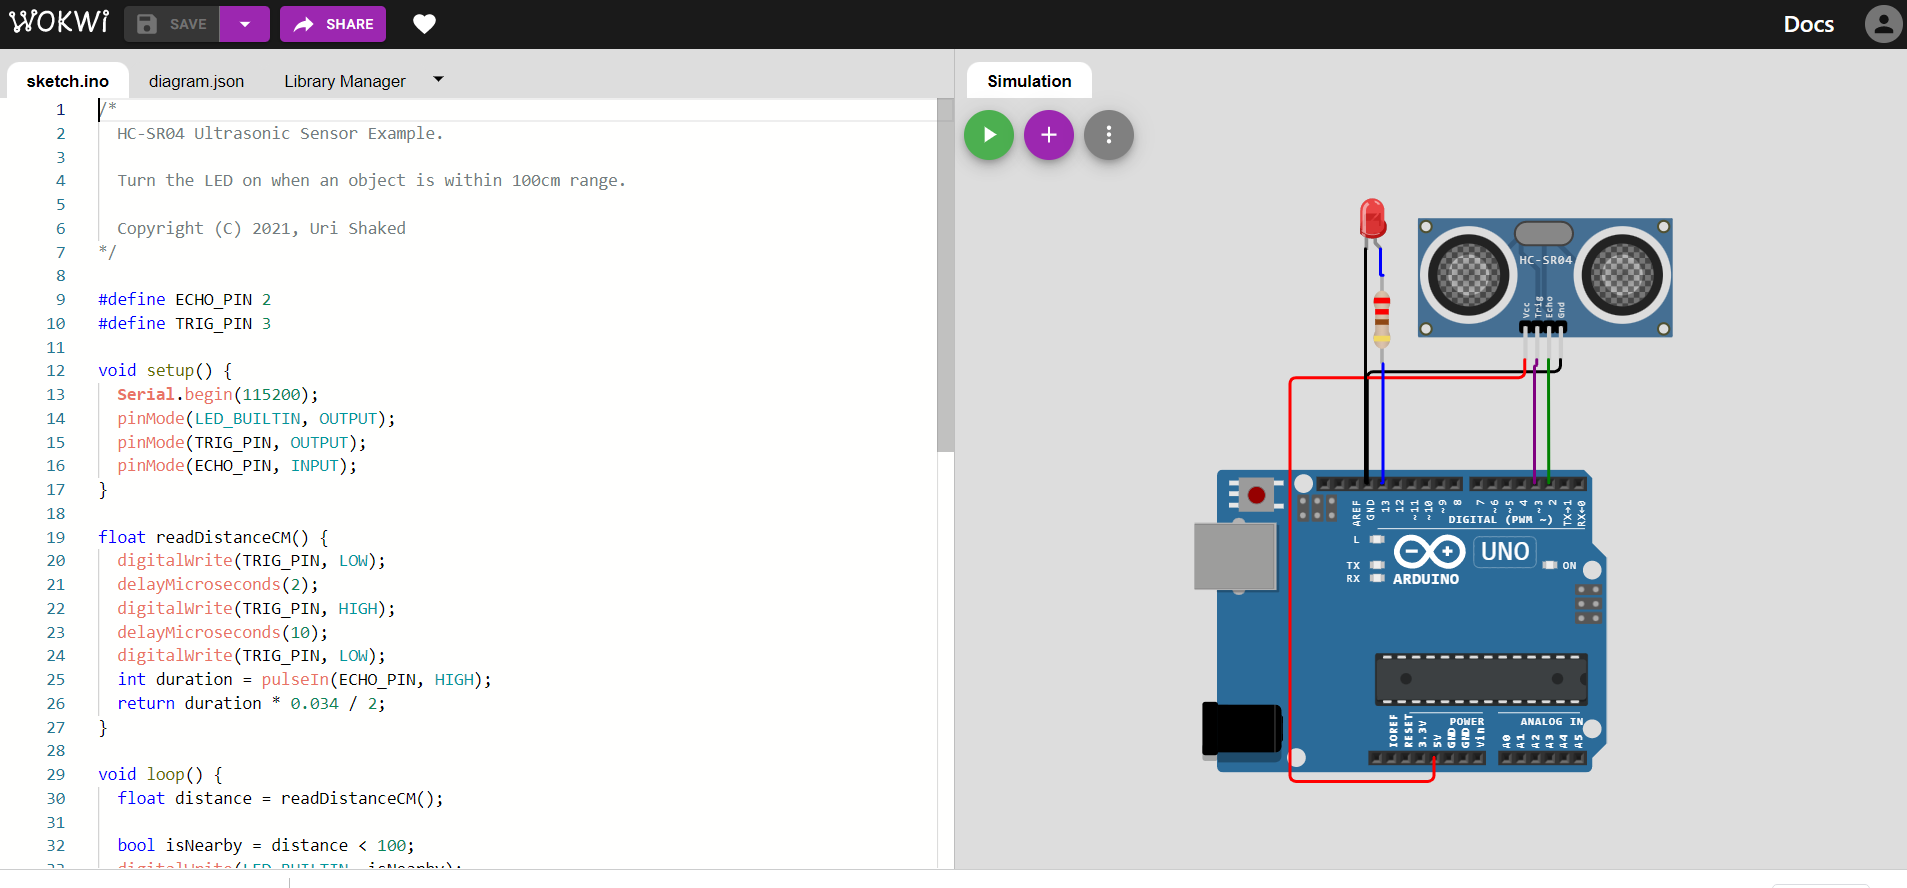 WOKWi
SAVE
SHARE
Docs
sketch.ino
diagram.json
Library Manager
Simulation
1 /*
2 HC-SR04 Ultrasonic Sensor Example.
3
4 Turn the LED on when an object is within 100cm range.
5
6 Copyright (C) 2021, Uri Shaked
7 */
8
9 #define ECHO_PIN 2
10 #define TRIG_PIN 3
11
12 void setup() {
13 Serial.begin(115200);
14 pinMode(LED_BUILTIN, OUTPUT);
15 pinMode(TRIG_PIN, OUTPUT);
16 pinMode(ECHO_PIN, INPUT);
17 }
18
19 float readDistanceCM() {
20 digitalWrite(TRIG_PIN, LOW);
21 delayMicroseconds(2);
22 digitalWrite(TRIG_PIN, HIGH);
23 delayMicroseconds(10);
24 digitalWrite(TRIG_PIN, LOW);
25 int duration = pulseIn(ECHO_PIN, HIGH);
26 return duration * 0.034 / 2;
27 }
28
29 void loop() {
30 float distance = readDistanceCM();
31
32 bool isNearby = distance < 100;
33 digitalWrite(LED_BUILTIN, isNearby);
HC-SR04
Vcc
Trig
Echo
Gnd
AREF
GND
13
12
~11
~10
~9
8
7
~6
~5
4
~3
2
TX→1
RX←0
DIGITAL (PWM ~)
L
TX
RX
ARDUINO
UNO
ON
IOREF
RESET
3.3V
5V
GND
GND
Vin
POWER
ANALOG IN
A0
A1
A2
A3
A4
A5